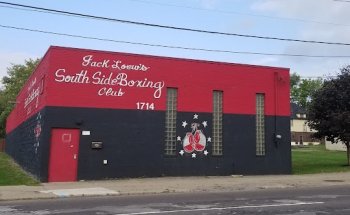 Jack Loew's
South Side Boxing
Club
1714